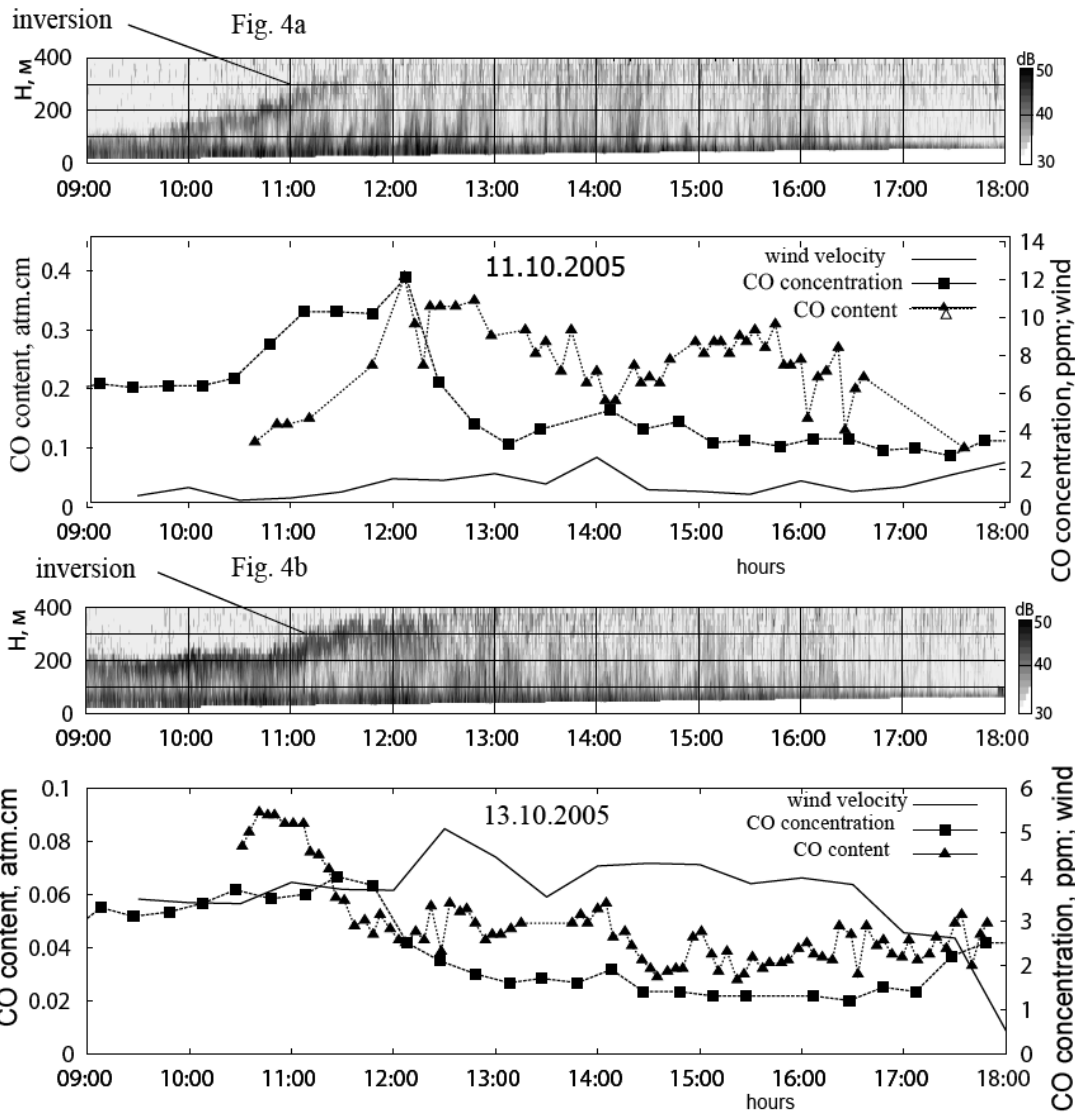 inversion
Fig. 4a
H, м
400
200
0
dB
50
40
30
09:00 10:00 11:00 12:00 13:00 14:00 15:00 16:00 17:00 18:00
CO content, atm.cm
0.4
0.3
0.2
0.1
0
11.10.2005
wind velocity
CO concentration
CO content
14
12
10
8
6
4
2
0
CO concentration, ppm; wind
09:00 10:00 11:00 12:00 13:00 14:00 15:00 16:00 17:00 18:00
hours
inversion
Fig. 4b
H, м
400
200
0
dB
50
40
30
09:00 10:00 11:00 12:00 13:00 14:00 15:00 16:00 17:00 18:00
CO content, atm.cm
0.1
0.08
0.06
0.04
0.02
0
13.10.2005
wind velocity
CO concentration
CO content
6
5
4
3
2
1
0
CO concentration, ppm; wind
09:00 10:00 11:00 12:00 13:00 14:00 15:00 16:00 17:00 18:00
hours